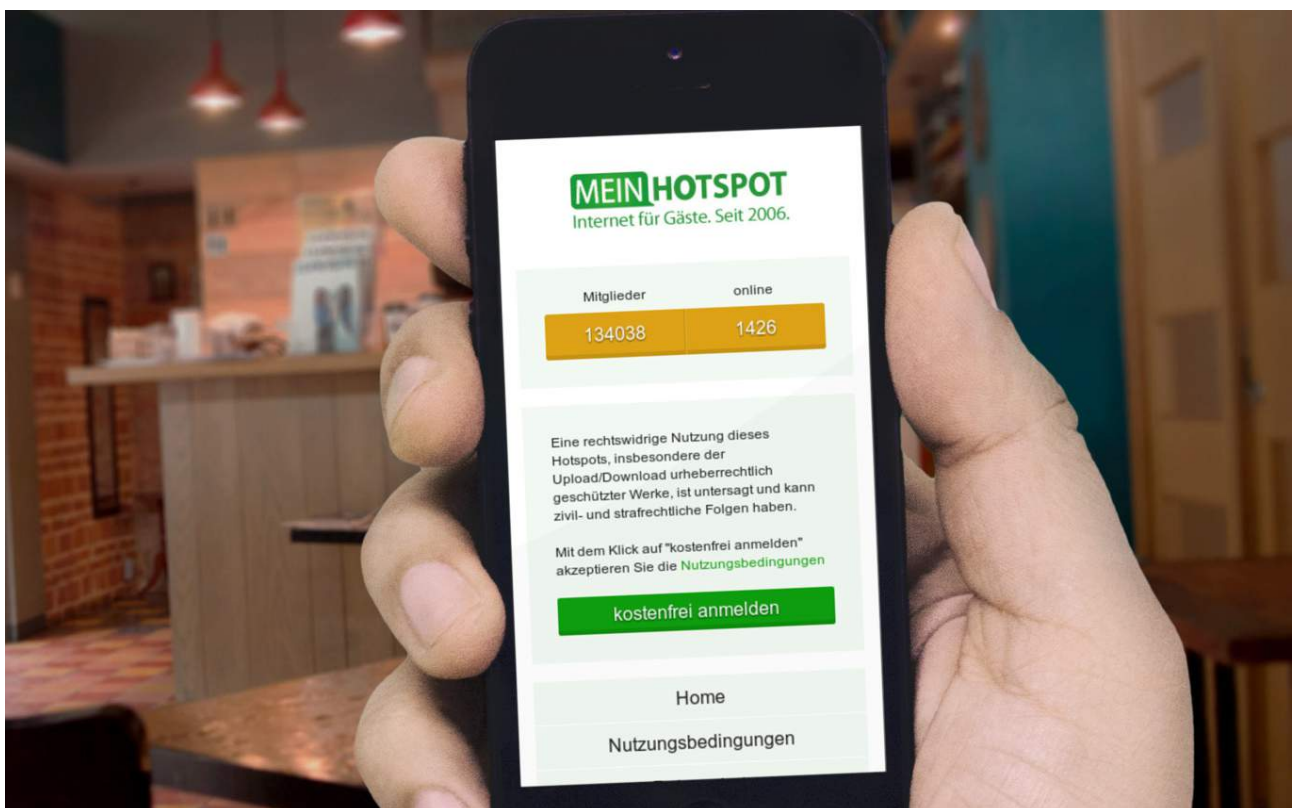 MEIN HOTSPOT
Internet für Gäste. Seit 2006.
Mitglieder online
134038 1426
Eine rechtswidrige Nutzung dieses
Hotspots, insbesondere der
Upload/Download urheberrechtlich
geschützter Werke, ist untersagt und kann
zivil- und strafrechtliche Folgen haben.
Mit dem Klick auf "kostenfrei anmelden"
akzeptieren Sie die Nutzungsbedingungen
kostenfrei anmelden
Home
Nutzungsbedingungen